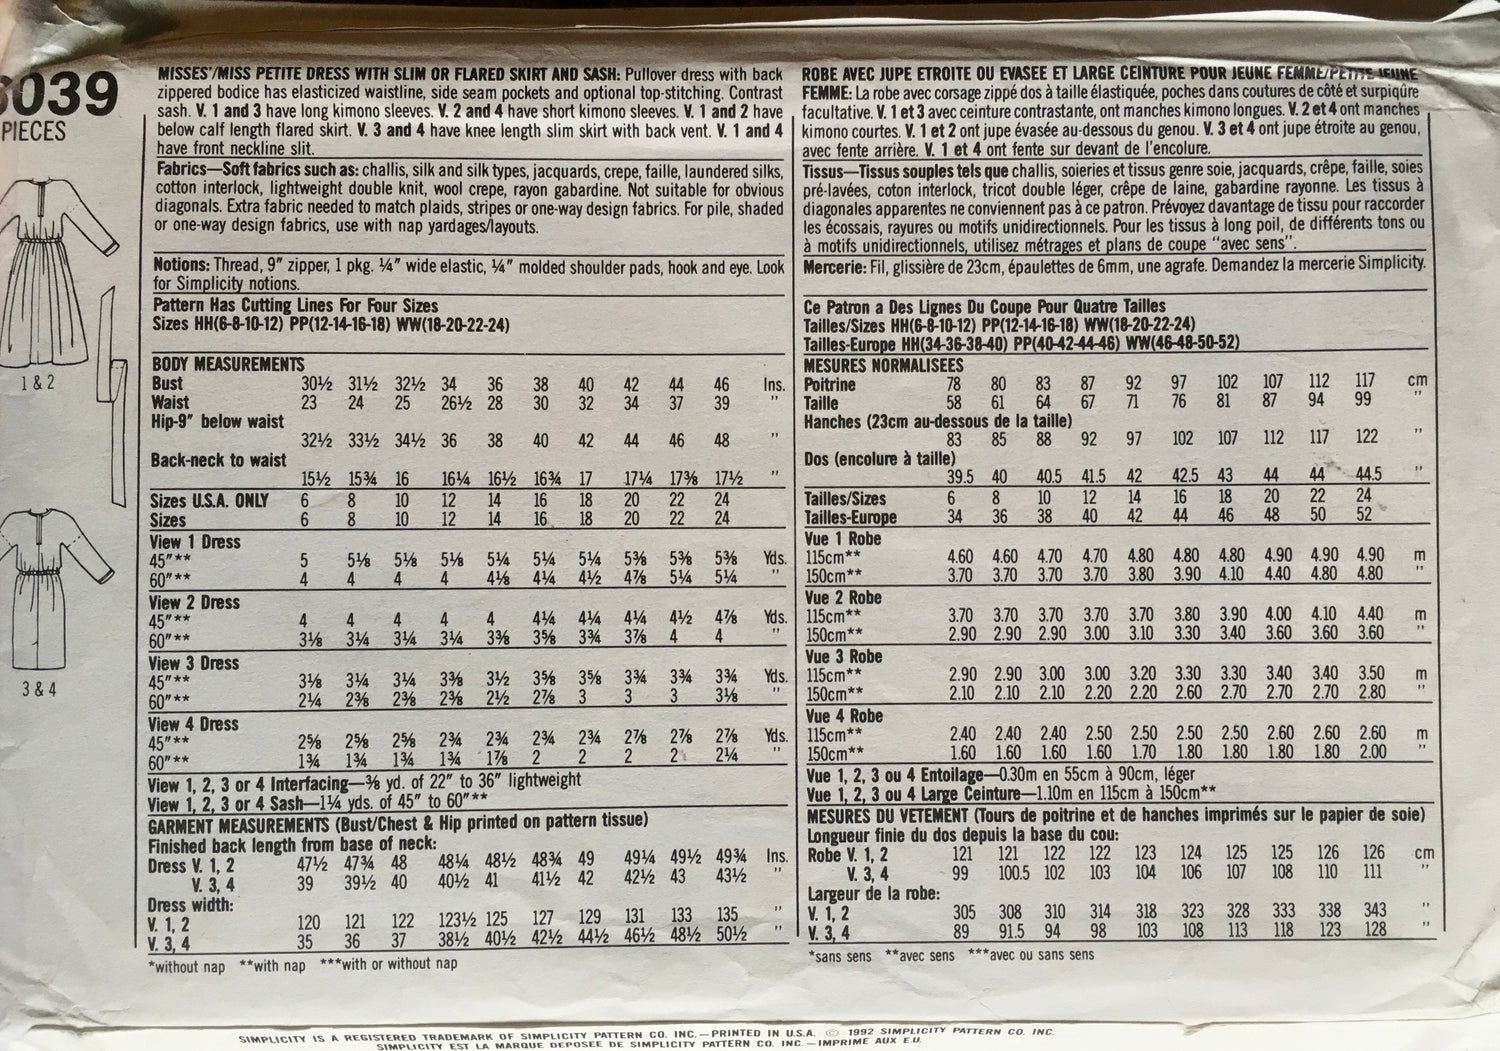 6039
PIECES
1 & 2
3 & 4
MISSES'/MISS PETITE DRESS WITH SLIM OR FLARED SKIRT AND SASH: Pullover dress with back
zippered bodice has elasticized waistline, side seam pockets and optional top-stitching. Contrast
sash. V. 1 and 3 have long kimono sleeves. V. 2 and 4 have short kimono sleeves. V. 1 and 2 have
below calf length flared skirt. V. 3 and 4 have knee length slim skirt with back vent. V. 1 and 4
have front neckline slit.
Fabrics—Soft fabrics such as: challis, silk and silk types, jacquards, crepe, faille, laundered silks,
cotton interlock, lightweight double knit, wool crepe, rayon gabardine. Not suitable for obvious
diagonals. Extra fabric needed to match plaids, stripes or one-way design fabrics. For pile, shaded
or one-way design fabrics, use with nap yardages/layouts.
Notions: Thread, 9" zipper, 1 pkg. ¼" wide elastic, ¼" molded shoulder pads, hook and eye. Look
for Simplicity notions.
Pattern Has Cutting Lines For Four Sizes
Sizes HH(6-8-10-12) PP(12-14-16-18) WW(18-20-22-24)
BODY MEASUREMENTS
Bust 30½ 31½ 32½ 34 36 38 40 42 44 46 Ins.
Waist 23 24 25 26½ 28 30 32 34 37 39 "
Hip-9" below waist
32½ 33½ 34½ 36 38 40 42 44 46 48 "
Back-neck to waist
15½ 15¾ 16 16¼ 16½ 16¾ 17 17¼ 17⅜ 17½ "
Sizes U.S.A. ONLY 6 8 10 12 14 16 18 20 22 24
Sizes 6 8 10 12 14 16 18 20 22 24
View 1 Dress
45"** 5 5⅛ 5⅛ 5⅛ 5¼ 5¼ 5¼ 5⅜ 5⅜ 5⅜ Yds.
60"** 4 4 4 4 4⅛ 4¼ 4½ 4⅞ 5¼ 5¼ "
View 2 Dress
45"** 4 4 4 4 4 4¼ 4¼ 4¼ 4½ 4⅞ Yds.
60"** 3⅛ 3¼ 3¼ 3¼ 3⅜ 3⅝ 3¾ 3⅞ 4 4 "
View 3 Dress
45"** 3⅛ 3¼ 3¼ 3⅜ 3½ 3⅝ 3⅝ 3¾ 3¾ 3¾ Yds.
60"** 2¼ 2⅜ 2⅜ 2⅜ 2½ 2⅞ 3 3 3 3⅛ "
View 4 Dress
45"** 2⅝ 2⅝ 2⅝ 2¾ 2¾ 2¾ 2¾ 2⅞ 2⅞ 2⅞ Yds.
60"** 1¾ 1¾ 1¾ 1¾ 1⅞ 2 2 2 2 2¼ "
View 1, 2, 3 or 4 Interfacing—⅜ yd. of 22" to 36" lightweight
View 1, 2, 3 or 4 Sash—1¼ yds. of 45" to 60"**
GARMENT MEASUREMENTS (Bust/Chest & Hip printed on pattern tissue)
Finished back length from base of neck:
Dress V. 1, 2 47½ 47¾ 48 48¼ 48½ 48¾ 49 49¼ 49½ 49¾ Ins.
V. 3, 4 39 39½ 40 40½ 41 41½ 42 42½ 43 43½ "
Dress width:
V. 1, 2 120 121 122 123½ 125 127 129 131 133 135 "
V. 3, 4 35 36 37 38½ 40½ 42½ 44½ 46½ 48½ 50½ "
*without nap **with nap ***with or without nap
ROBE AVEC JUPE ETROITE OU EVASEE ET LARGE CEINTURE POUR JEUNE FEMME/PETITE JEUNE
FEMME: La robe avec corsage zippé dos à taille élastiquée, poches dans coutures de côté et surpiqûre
facultative. V. 1 et 3 avec ceinture contrastante, ont manches kimono longues. V. 2 et 4 ont manches
kimono courtes. V. 1 et 2 ont jupe évasée au-dessous du genou. V. 3 et 4 ont jupe étroite au genou,
avec fente arrière. V. 1 et 4 ont fente sur devant de l'encolure.
Tissus—Tissus souples tels que challis, soieries et tissus genre soie, jacquards, crêpe, faille, soies
pré-lavées, coton interlock, tricot double léger, crêpe de laine, gabardine rayonne. Les tissus à
diagonales apparentes ne conviennent pas à ce patron. Prévoyez davantage de tissu pour raccorder
les écossais, rayures ou motifs unidirectionnels. Pour les tissus à long poil, de différents tons ou
à motifs unidirectionnels, utilisez métrages et plans de coupe "avec sens".
Mercerie: Fil, glissière de 23cm, épaulettes de 6mm, une agrafe. Demandez la mercerie Simplicity.
Ce Patron a Des Lignes Du Coupe Pour Quatre Tailles
Tailles/Sizes HH(6-8-10-12) PP(12-14-16-18) WW(18-20-22-24)
Tailles-Europe HH(34-36-38-40) PP(40-42-44-46) WW(46-48-50-52)
MESURES NORMALISEES
Poitrine 78 80 83 87 92 97 102 107 112 117 cm
Taille 58 61 64 67 71 76 81 87 94 99 "
Hanches (23cm au-dessous de la taille)
83 85 88 92 97 102 107 112 117 122 "
Dos (encolure à taille)
39.5 40 40.5 41.5 42 42.5 43 44 44 44.5 "
Tailles/Sizes 6 8 10 12 14 16 18 20 22 24
Tailles-Europe 34 36 38 40 42 44 46 48 50 52
Vue 1 Robe
115cm** 4.60 4.60 4.70 4.70 4.80 4.80 4.80 4.90 4.90 4.90 m
150cm** 3.70 3.70 3.70 3.70 3.80 3.90 4.10 4.40 4.80 4.80 "
Vue 2 Robe
115cm** 3.70 3.70 3.70 3.70 3.70 3.80 3.90 4.00 4.10 4.40 m
150cm** 2.90 2.90 2.90 3.00 3.10 3.30 3.40 3.60 3.60 3.60 "
Vue 3 Robe
115cm** 2.90 2.90 3.00 3.00 3.20 3.30 3.30 3.40 3.40 3.50 m
150cm** 2.10 2.10 2.10 2.20 2.20 2.60 2.70 2.70 2.70 2.80 "
Vue 4 Robe
115cm** 2.40 2.40 2.40 2.50 2.50 2.50 2.50 2.60 2.60 2.60 m
150cm** 1.60 1.60 1.60 1.60 1.70 1.80 1.80 1.80 1.80 2.00 "
Vue 1, 2, 3 ou 4 Entoilage—0.30m en 55cm à 90cm, léger
Vue 1, 2, 3 ou 4 Large Ceinture—1.10m en 115cm à 150cm**
MESURES DU VETEMENT (Tours de poitrine et de hanches imprimés sur le papier de soie)
Longueur finie du dos depuis la base du cou:
Robe V. 1, 2 121 121 122 122 123 124 125 125 126 126 cm
V. 3, 4 99 100.5 102 103 104 106 107 108 110 111 "
Largeur de la robe:
V. 1, 2 305 308 310 314 318 323 328 333 338 343 "
V. 3, 4 89 91.5 94 98 103 108 113 118 123 128 "
*sans sens **avec sens ***avec ou sans sens
SIMPLICITY IS A REGISTERED TRADEMARK OF SIMPLICITY PATTERN CO. INC.—PRINTED IN U.S.A. © 1992 SIMPLICITY PATTERN CO. INC.
SIMPLICITY EST LA MARQUE DEPOSEE DE SIMPLICITY PATTERN CO. INC.—IMPRIME AUX E.U.